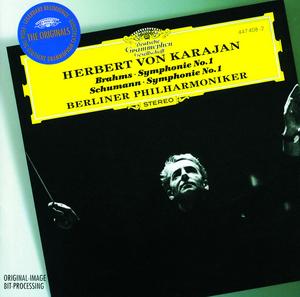 Deutsche
Grammophon
Gesellschaft
THE ORIGINALS
447 408-2
HERBERT VON KARAJAN
Brahms·Symphonie No.1
Schumann·Symphonie No.1
BERLINER PHILHARMONIKER
STEREO
ORIGINAL-IMAGE
BIT-PROCESSING